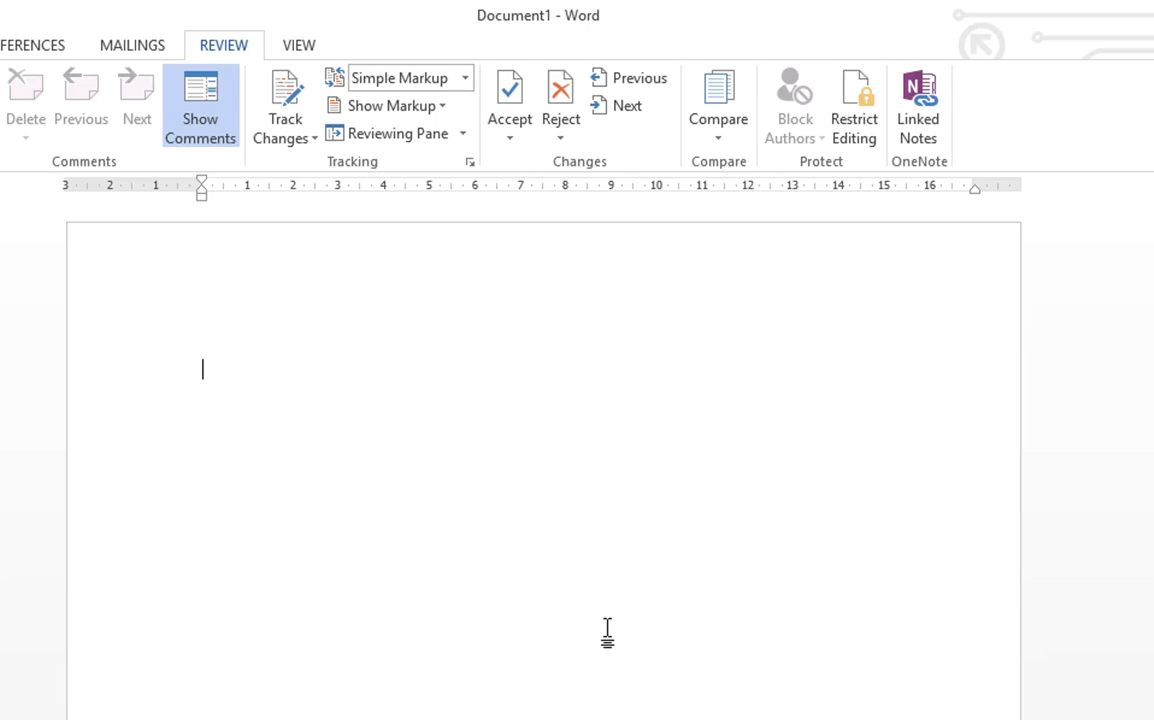 Document1 - Word
FERENCES MAILINGS REVIEW VIEW
Delete Previous Next Show Comments
Comments
Track Changes
Simple Markup
Show Markup
Reviewing Pane
Tracking
Accept Reject
Previous
Next
Changes
Compare
Compare
Block Authors
Restrict Editing
Protect
Linked Notes
OneNote
3 2 1 1 2 3 4 5 6 7 8 9 10 11 12 13 14 15 16